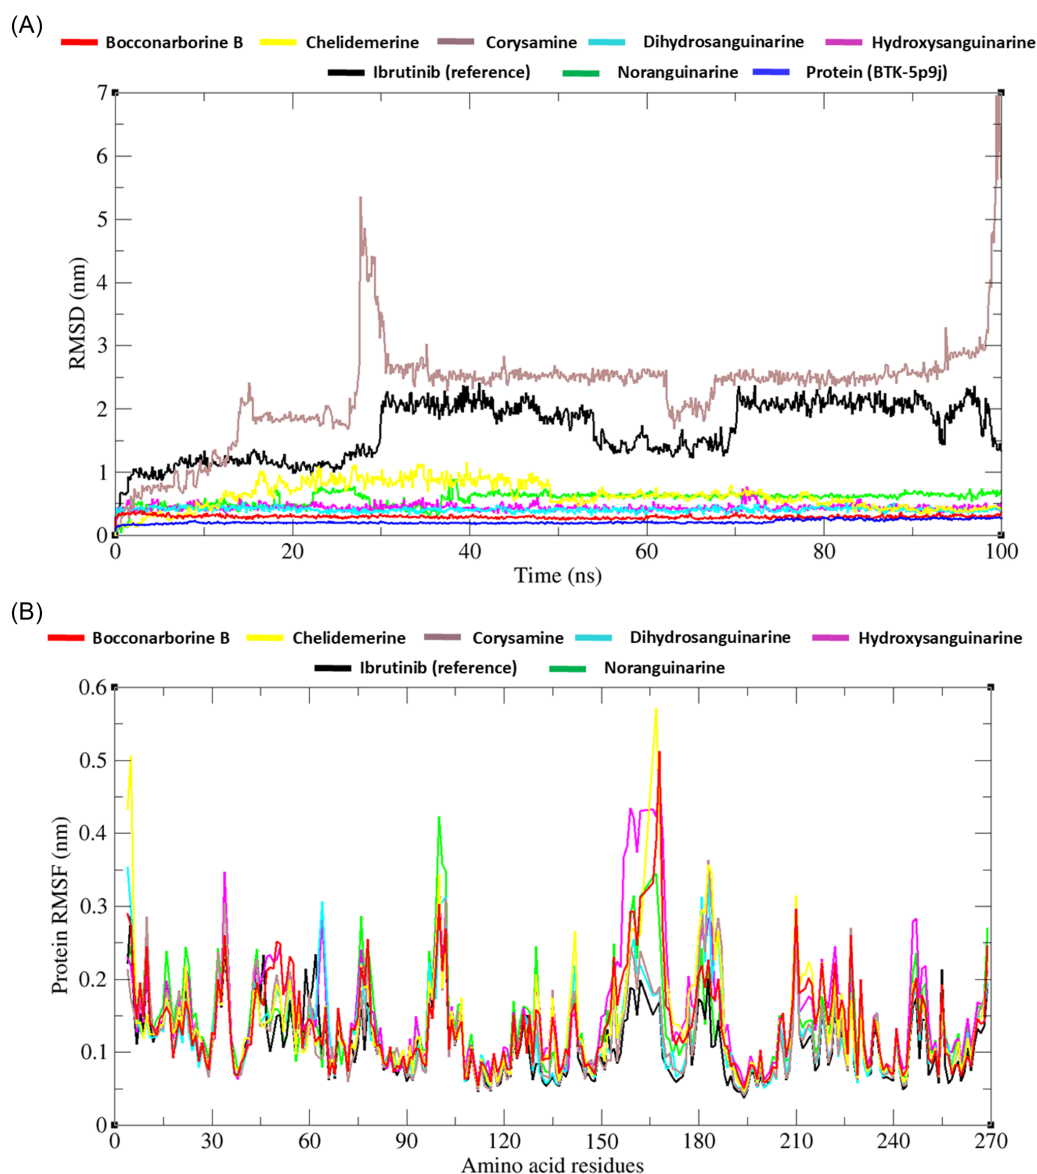 (A)
Bocconarborine B Chelidemerine Corysamine Dihydrosanguinarine Hydroxysanguinarine
Ibrutinib (reference) Noranguinarine Protein (BTK-5p9j)
7
6
5
4
3
2
1
0
RMSD (nm)
0 20 40 60 80 100
Time (ns)
(B)
Bocconarborine B Chelidemerine Corysamine Dihydrosanguinarine Hydroxysanguinarine
Ibrutinib (reference) Noranguinarine
0.6
0.5
0.4
0.3
0.2
0.1
0
Protein RMSF (nm)
0 30 60 90 120 150 180 210 240 270
Amino acid residues